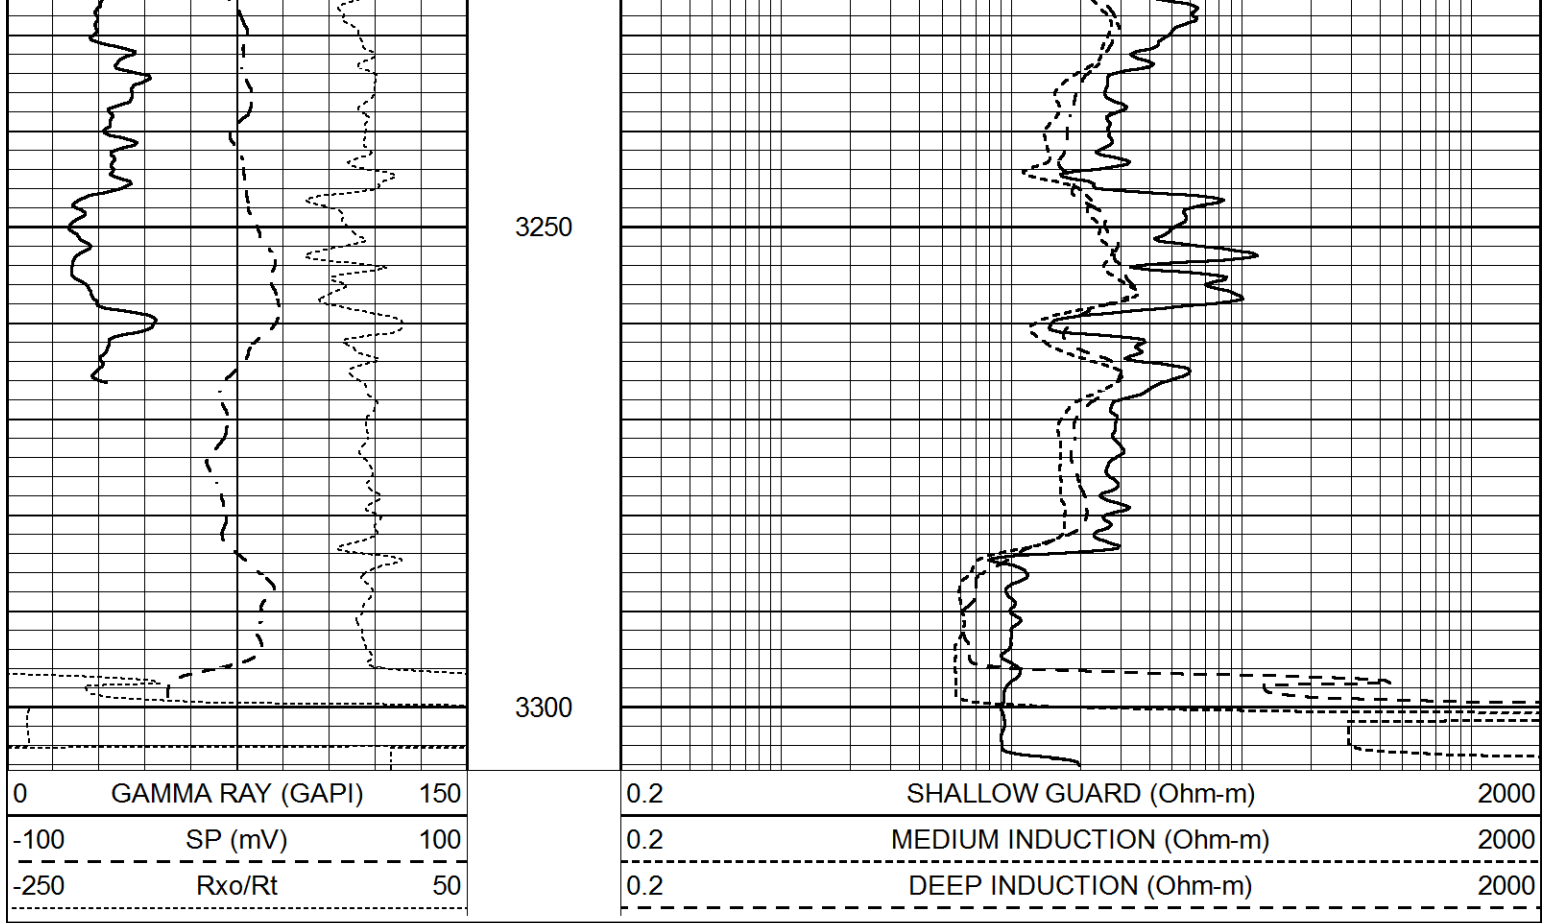 3250
3300
0 GAMMA RAY (GAPI) 150 0.2 SHALLOW GUARD (Ohm-m) 2000
-100 SP (mV) 100 0.2 MEDIUM INDUCTION (Ohm-m) 2000
-250 Rxo/Rt 50 0.2 DEEP INDUCTION (Ohm-m) 2000